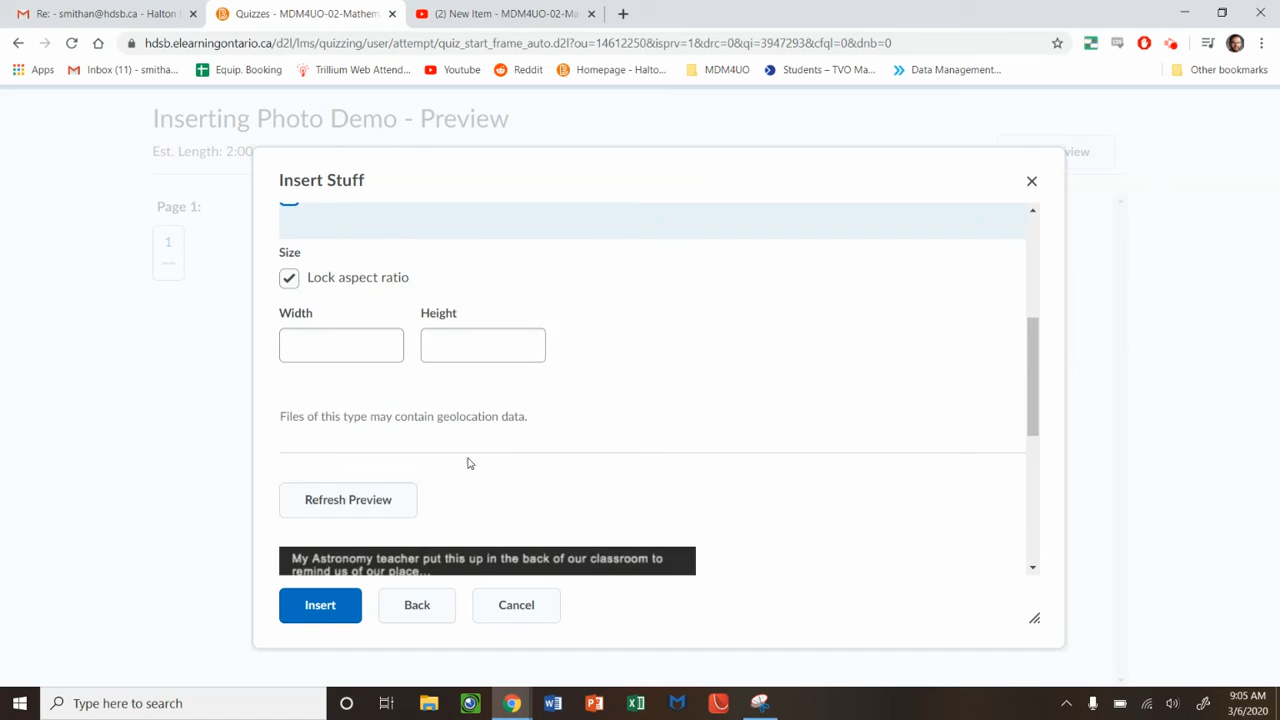 Re: - smithan@hdsb.ca - Halton
Quizzes - MDM4UO-02-Mathem
(2) New Item - MDM4UO-02-Ma
hdsb.elearningontario.ca/d2l/lms/quizzing/user/attempt/quiz_start_frame_auto.d2l?ou=14612250&isprv=1&drc=0&qi=3947293&cfql=0&dnb=0
Apps
Inbox (11) - smitha...
Equip. Booking
Trillium Web Attend...
Youtube
Reddit
Homepage - Halto...
MDM4UO
Students – TVO Ma...
Data Management...
Other bookmarks
Inserting Photo Demo - Preview
Est. Length: 2:00
view
Page 1:
1
--
Insert Stuff
Size
Lock aspect ratio
Width Height
Files of this type may contain geolocation data.
Refresh Preview
My Astronomy teacher put this up in the back of our classroom to
remind us of our place...
Insert Back Cancel
Type here to search
9:05 AM
3/6/2020